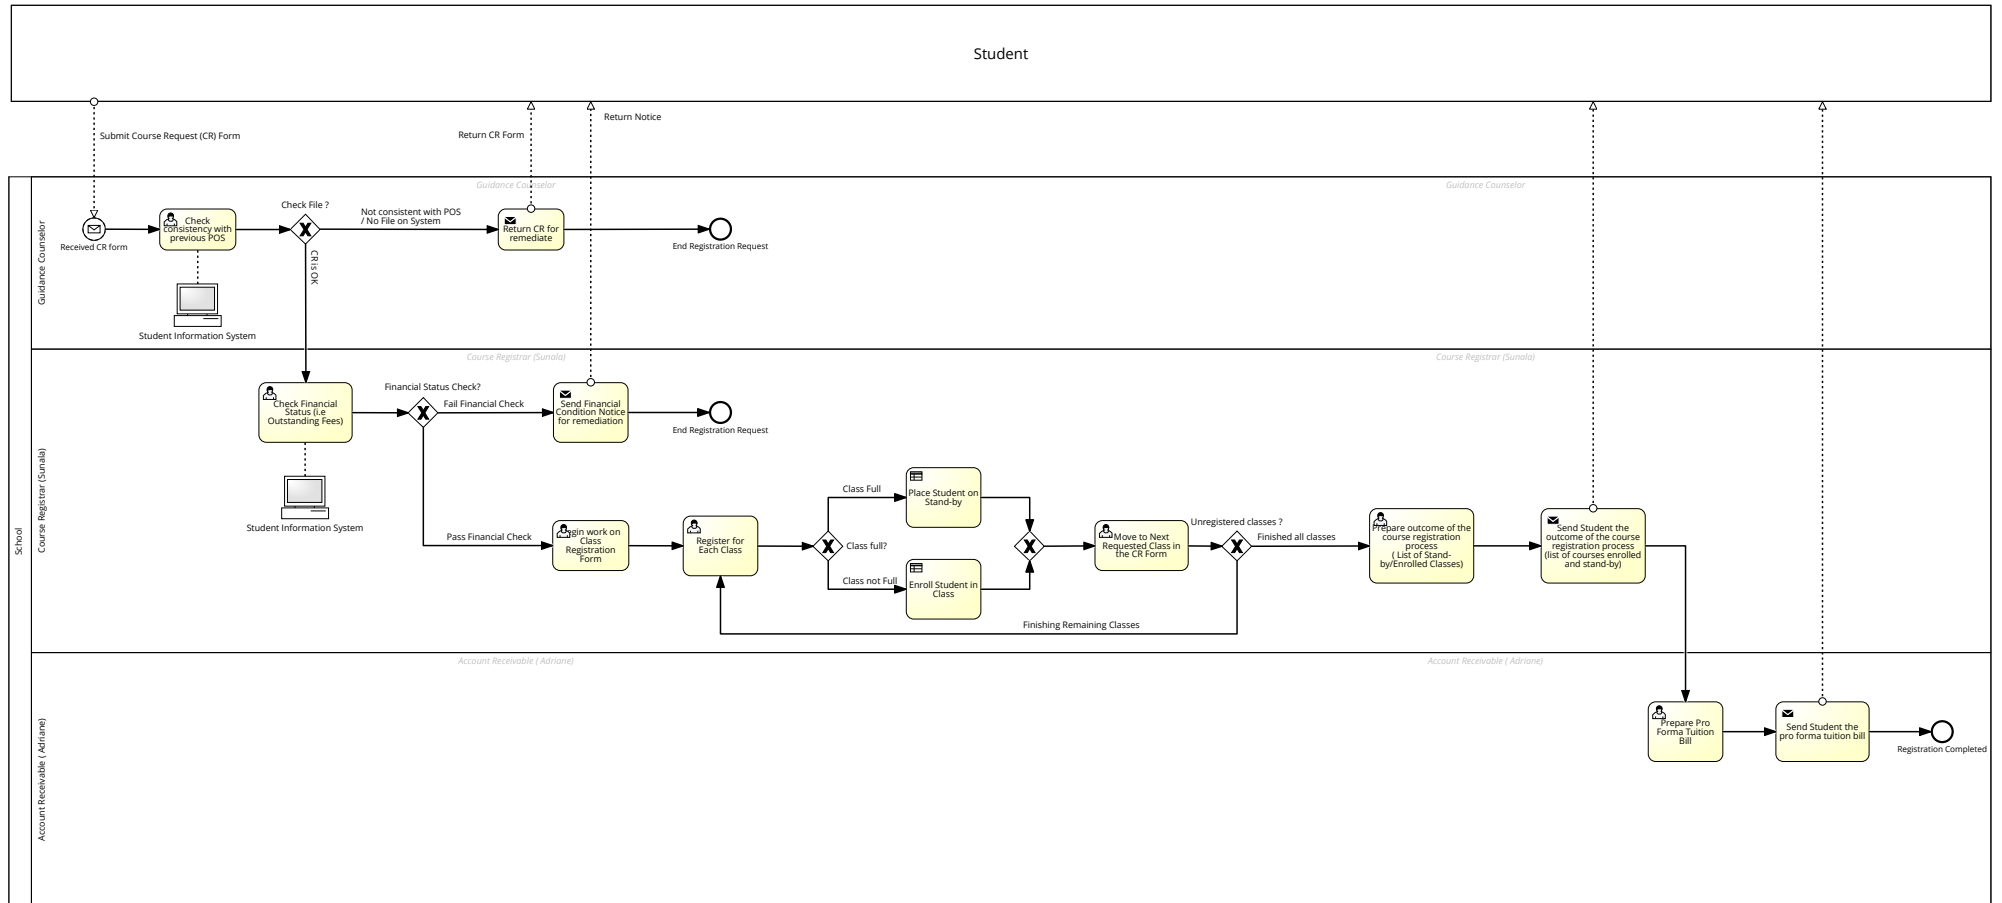 Student
Submit Course Request (CR) Form
Return CR Form
Return Notice
School
Guidance Counselor
Guidance Counselor
Guidance Counselor
Received CR form
Check
consistency with
previous POS
Student Information System
Check File ?
Not consistent with POS
/ No File on System
CR is OK
Return CR for
remediate
End Registration Request
Course Registrar (Sunala)
Course Registrar (Sunala)
Course Registrar (Sunala)
Check Financial
Status (i.e
Outstanding Fees)
Student Information System
Financial Status Check?
Fail Financial Check
Send Financial
Condition Notice
for remediation
End Registration Request
Pass Financial Check
work on
Class
Registration
Form
Register for
Each Class
Class Full
Class full?
Class not Full
Place Student on
Stand-by
Enroll Student in
Class
Move to Next
Requested Class in
the CR Form
Unregistered classes ?
Finished all classes
Finishing Remaining Classes
Prepare outcome of the
course registration
process
( List of Stand-
by/Enrolled Classes)
Send Student the
outcome of the course
registration process
(list of courses enrolled
and stand-by)
Account Receivable ( Adriane)
Account Receivable ( Adriane)
Account Receivable ( Adriane)
Prepare Pro
Forma Tuition
Bill
Send Student the
pro forma tuition bill
Registration Completed